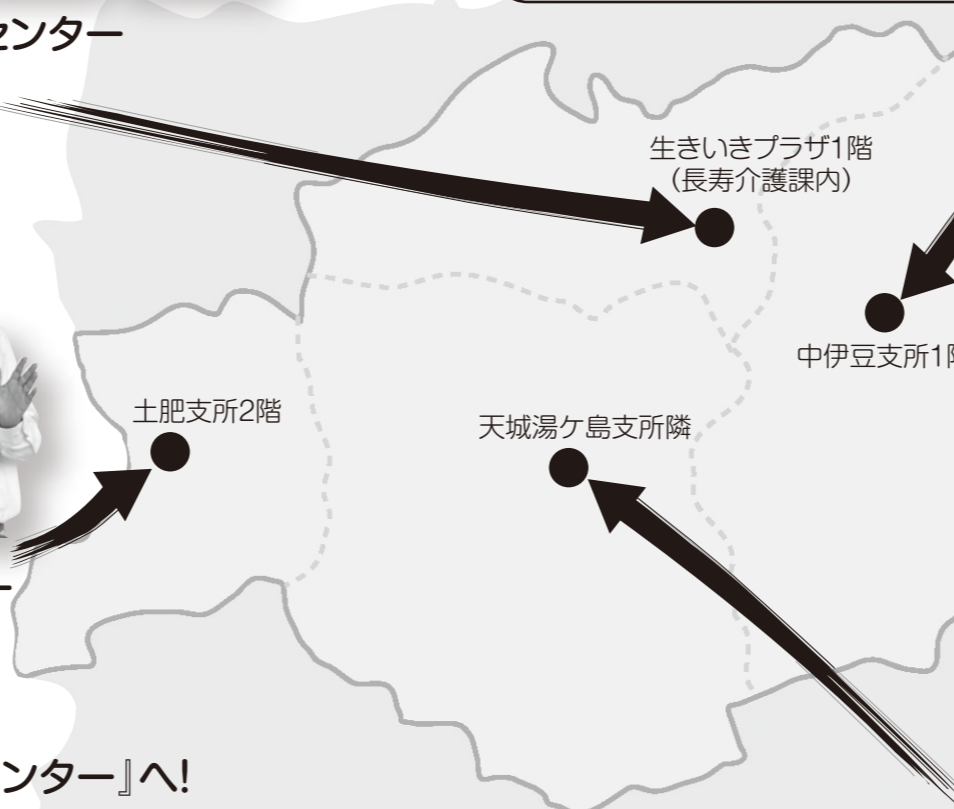 センター
生きいきプラザ1階
(長寿介護課内)
中伊豆支所1階
土肥支所2階
天城湯ケ島支所隣
ー
ンター』へ!